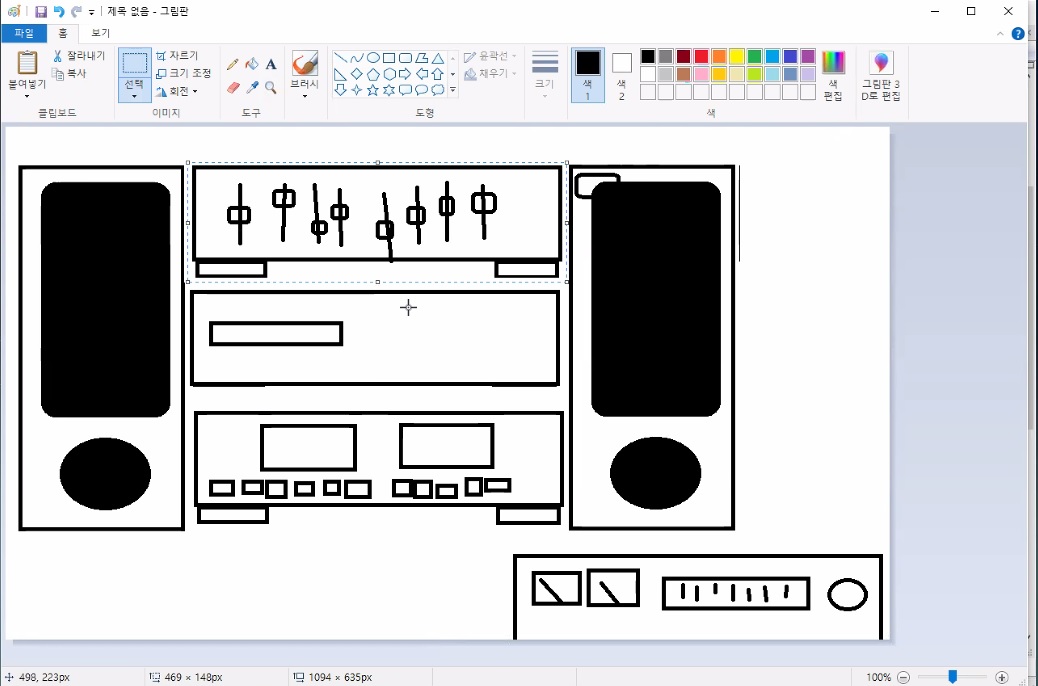 제목 없음 - 그림판
파일
홈
보기
붙여넣기
잘라내기
복사
클립보드
선택
자르기
크기 조정
회전
이미지
A
도구
브러시
윤곽선
채우기
도형
크기
색
1
색
2
색
편집
그림판 3
D로 편집
색
498, 223px
469 × 148px
1094 × 635px
100%